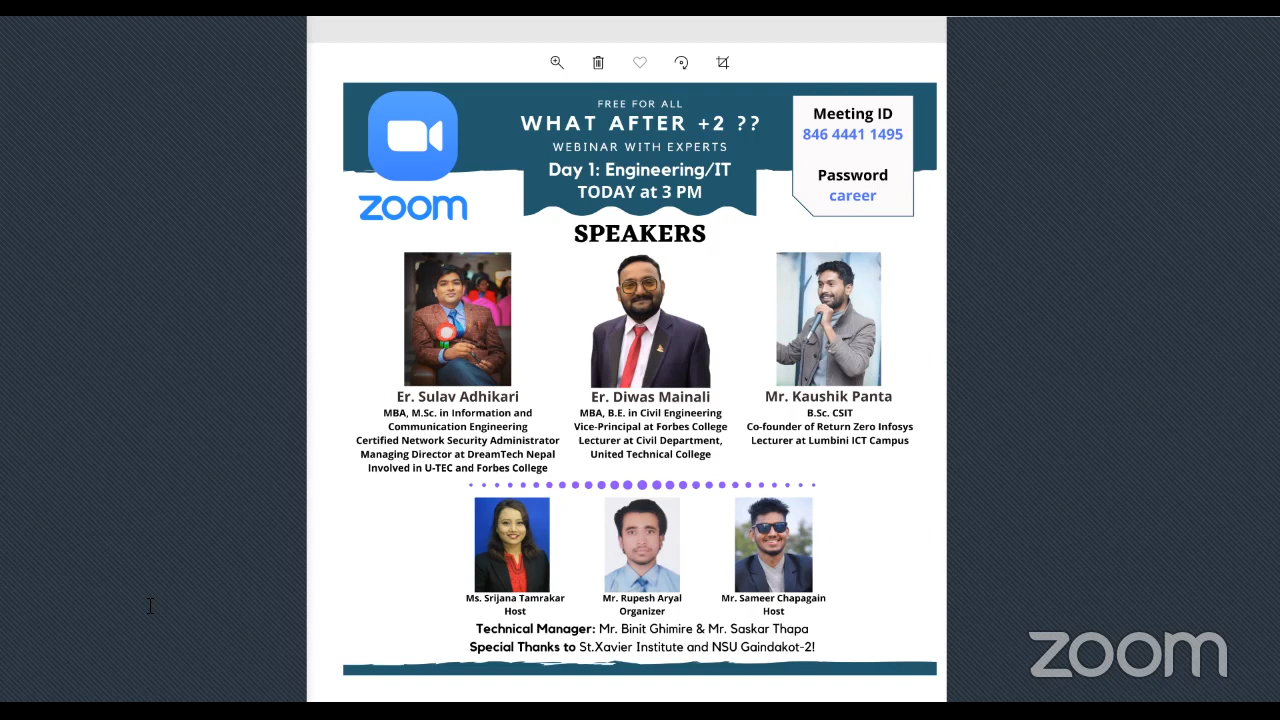 FREE FOR ALL
WHAT AFTER +2 ??
WEBINAR WITH EXPERTS
Day 1: Engineering/IT
TODAY at 3 PM
Meeting ID
846 4441 1495
Password
career
zoom
SPEAKERS
Er. Sulav Adhikari
MBA, M.Sc. in Information and
Communication Engineering
Certified Network Security Administrator
Managing Director at DreamTech Nepal
Involved in U-TEC and Forbes College
Er. Diwas Mainali
MBA, B.E. in Civil Engineering
Vice-Principal at Forbes College
Lecturer at Civil Department,
United Technical College
Mr. Kaushik Panta
B.Sc. CSIT
Co-founder of Return Zero Infosys
Lecturer at Lumbini ICT Campus
Ms. Srijana Tamrakar
Host
Mr. Rupesh Aryal
Organizer
Mr. Sameer Chapagain
Host
Technical Manager: Mr. Binit Ghimire & Mr. Saskar Thapa
Special Thanks to St.Xavier Institute and NSU Gaindakot-2!
zoom